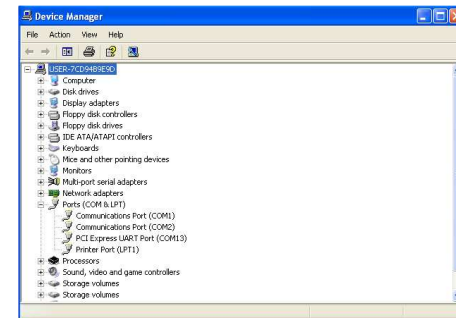 Device Manager
File Action View Help
USER-7CD94B9E9D
Computer
Disk drives
Display adapters
Floppy disk controllers
Floppy disk drives
IDE ATA/ATAPI controllers
Keyboards
Mice and other pointing devices
Monitors
Multi-port serial adapters
Network adapters
Ports (COM & LPT)
Communications Port (COM1)
Communications Port (COM2)
PCI Express UART Port (COM13)
Printer Port (LPT1)
Processors
Sound, video and game controllers
Storage volumes
Storage volumes